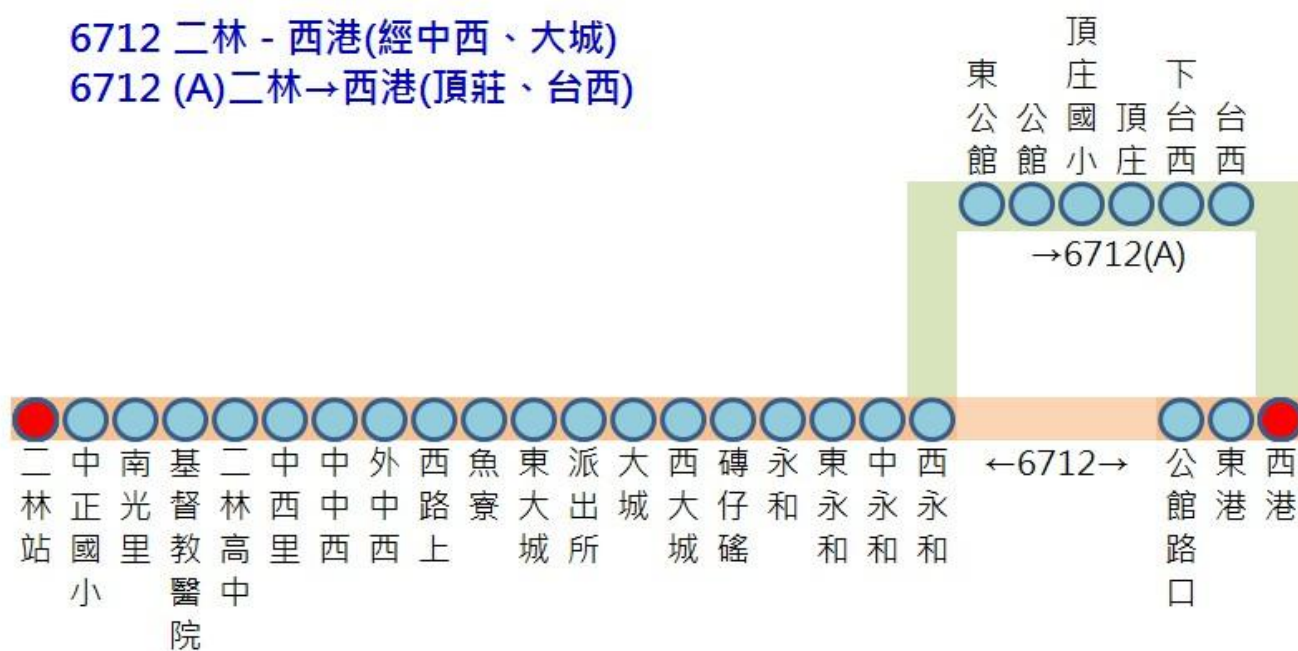 6712 二林 - 西港(經中西、大城)
6712 (A)二林→西港(頂莊、台西)
東公館
公館
頂庄國小
頂庄
下台西
台西
→6712(A)
二林站
中正國小
南光里
基督教醫院
二林高中
中西里
中中西
外中西
西路上
魚寮
東大城
派出所
大城
西大城
磚仔磘
永和
東永和
中永和
西永和
←6712→
公館路口
東港
西港